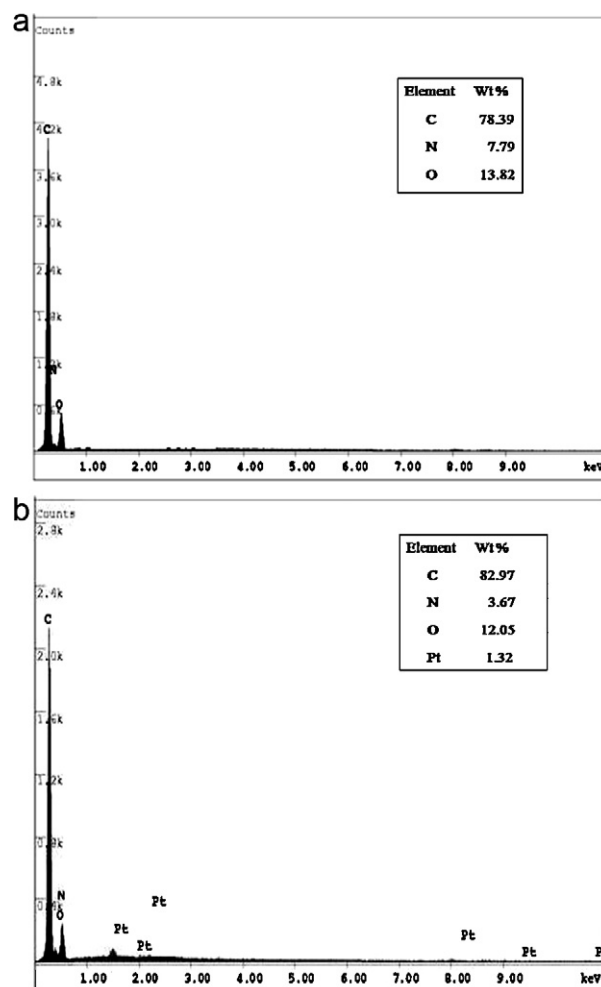 a
Counts
4.8k
4.2k
C
3.6k
3.0k
2.4k
1.8k
1.2k
N
O
0.6k
1.00 2.00 3.00 4.00 5.00 6.00 7.00 8.00 9.00
keV
Element Wt%
C 78.39
N 7.79
O 13.82
b
Counts
2.8k
2.4k
C
2.0k
1.6k
1.2k
0.8k
N
0.4k
O
Pt
Pt
Pt
Pt
Pt
1.00 2.00 3.00 4.00 5.00 6.00 7.00 8.00 9.00
keV
Element Wt%
C 82.97
N 3.67
O 12.05
Pt 1.32